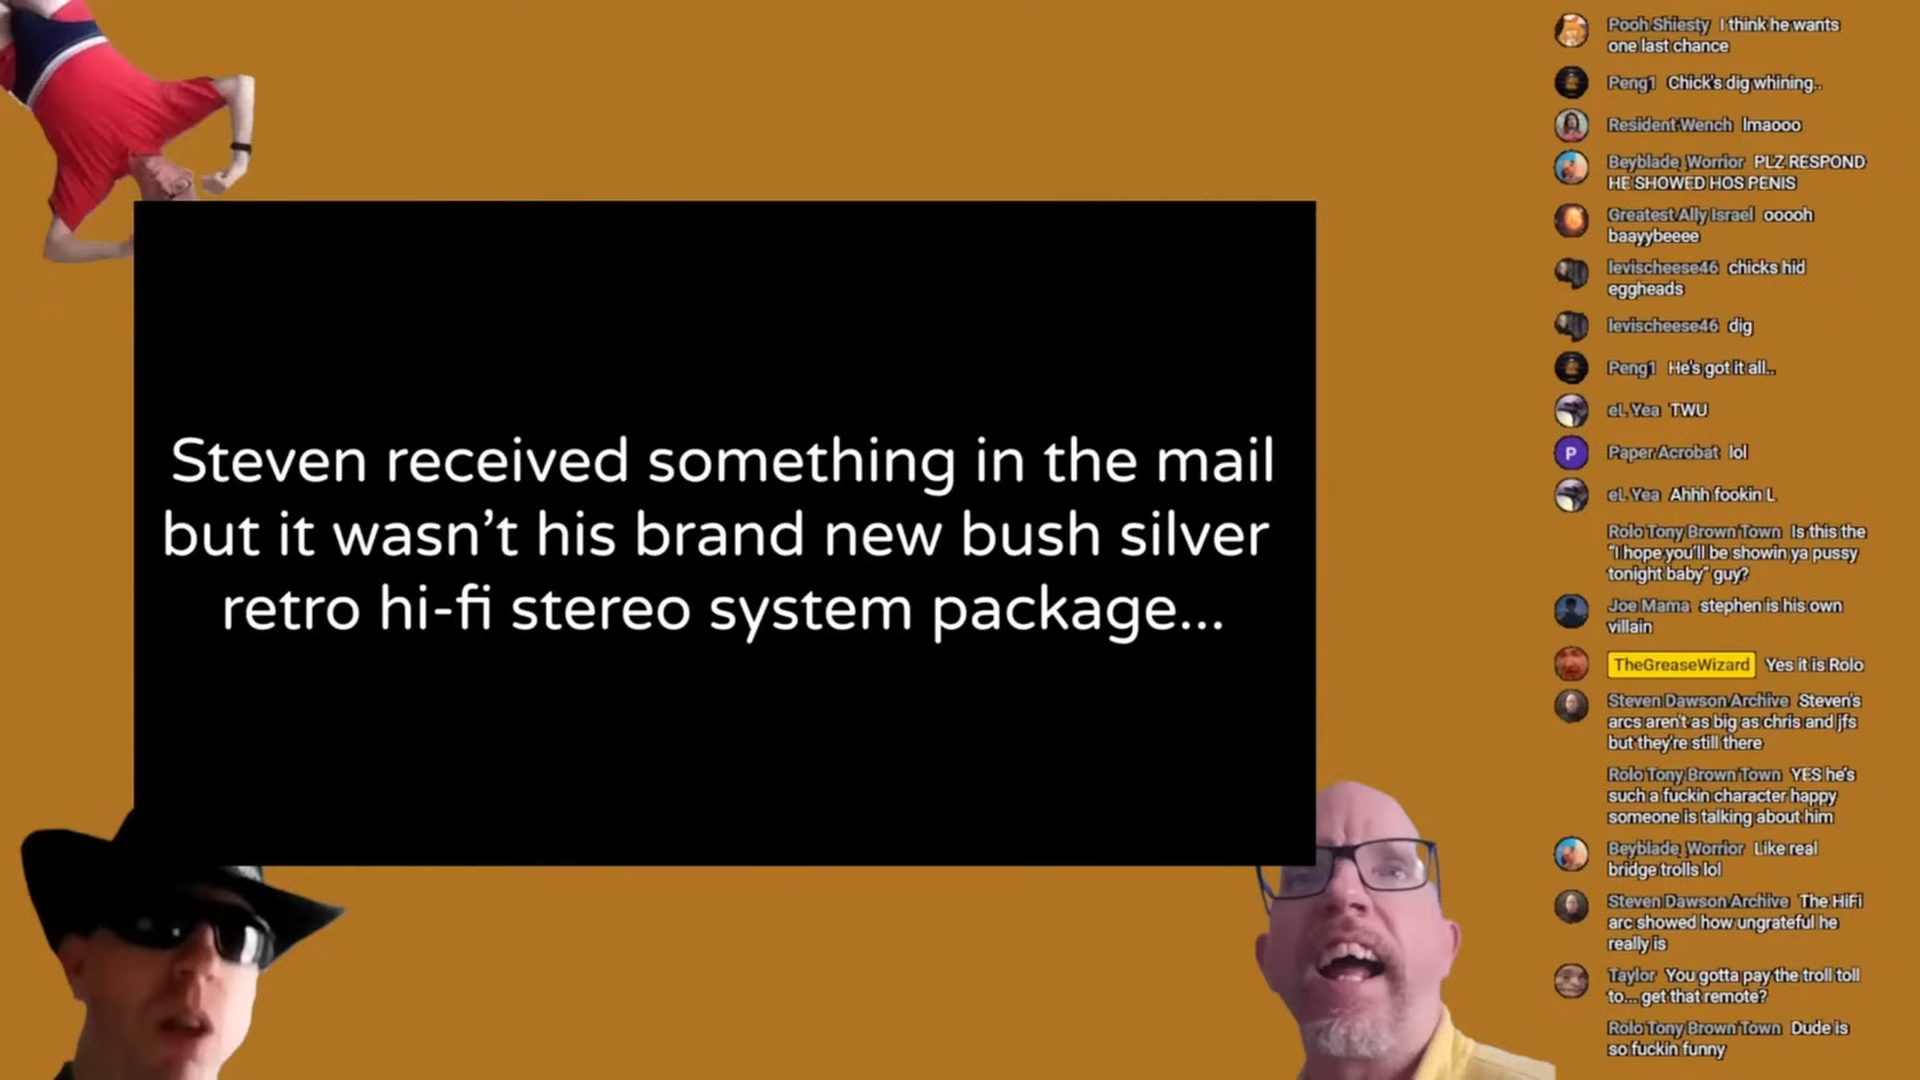 Steven received something in the mail
but it wasn't his brand new bush silver
retro hi-fi stereo system package...
Pooh Shiesty I think he wants
one last chance
Peng1 Chick's dig whining..
Resident Wench lmaooo
Beyblade Worrior PLZ RESPOND
HE SHOWED HOS PENIS
Greatest Ally Israel ooooh
baayybeeee
levischeese46 chicks hid
eggheads
levischeese46 dig
Peng1 He's got it all..
eL Yea TWU
P Paper Acrobat lol
eL Yea Ahhh fookin L
Rolo Tony Brown Town Is this the
"I hope you'll be showin ya pussy
tonight baby" guy?
Joe Mama stephen is his own
villain
TheGreaseWizard Yes it is Rolo
Steven Dawson Archive Steven's
arcs aren't as big as chris and jfs
but they're still there
Rolo Tony Brown Town YES he's
such a fuckin character happy
someone is talking about him
Beyblade Worrior Like real
bridge trolls lol
Steven Dawson Archive The HiFi
arc showed how ungrateful he
really is
Taylor You gotta pay the troll toll
to... get that remote?
Rolo Tony Brown Town Dude is
so fuckin funny